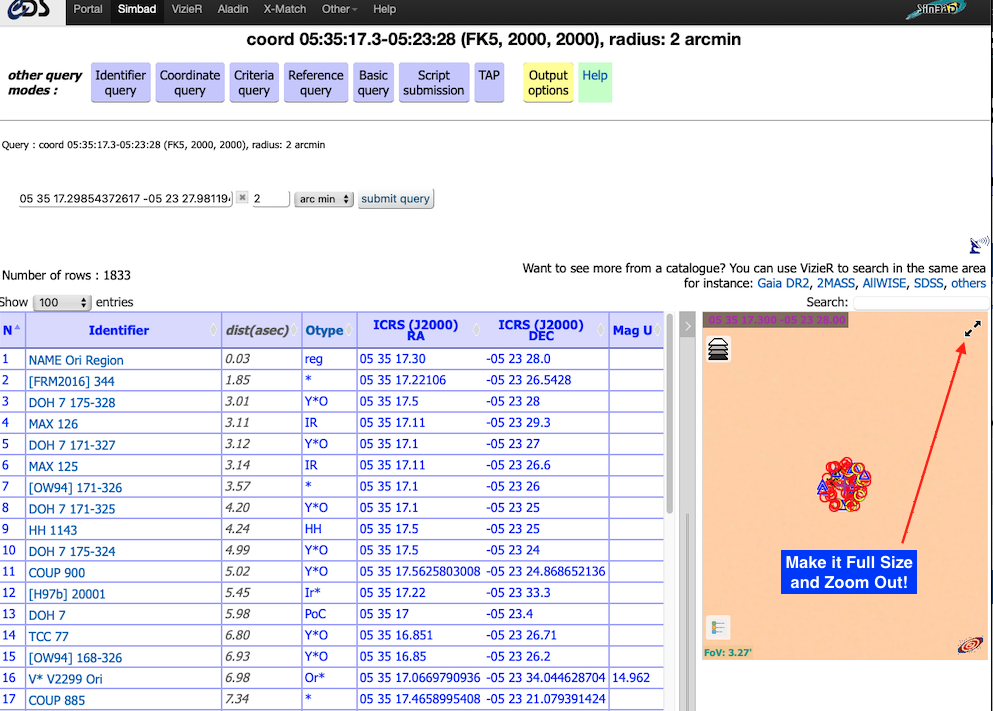 CDS Portal Simbad VizieR Aladin X-Match Other Help SIMBAD
coord 05:35:17.3-05:23:28 (FK5, 2000, 2000), radius: 2 arcmin
other query modes :
Identifier query
Coordinate query
Criteria query
Reference query
Basic query
Script submission
TAP
Output options
Help
Query : coord 05:35:17.3-05:23:28 (FK5, 2000, 2000), radius: 2 arcmin
05 35 17.29854372617 -05 23 27.98119 2 arc min submit query
Number of rows : 1833
Want to see more from a catalogue? You can use VizieR to search in the same area
for instance: Gaia DR2, 2MASS, AllWISE, SDSS, others
Show 100 entries
Search:
N Identifier dist(asec) Otype ICRS (J2000) RA ICRS (J2000) DEC Mag U
1 NAME Ori Region 0.03 reg 05 35 17.30 -05 23 28.0
2 [FRM2016] 344 1.85 * 05 35 17.22106 -05 23 26.5428
3 DOH 7 175-328 3.01 Y*O 05 35 17.5 -05 23 28
4 MAX 126 3.11 IR 05 35 17.11 -05 23 29.3
5 DOH 7 171-327 3.12 Y*O 05 35 17.1 -05 23 27
6 MAX 125 3.14 IR 05 35 17.11 -05 23 26.6
7 [OW94] 171-326 3.57 * 05 35 17.1 -05 23 26
8 DOH 7 171-325 4.20 Y*O 05 35 17.1 -05 23 25
9 HH 1143 4.24 HH 05 35 17.5 -05 23 25
10 DOH 7 175-324 4.99 Y*O 05 35 17.5 -05 23 24
11 COUP 900 5.02 Y*O 05 35 17.5625803008 -05 23 24.868652136
12 [H97b] 20001 5.45 Ir* 05 35 17.22 -05 23 33.3
13 DOH 7 5.98 PoC 05 35 17 -05 23.4
14 TCC 77 6.80 Y*O 05 35 16.851 -05 23 26.71
15 [OW94] 168-326 6.93 Y*O 05 35 16.85 -05 23 26.2
16 V* V2299 Ori 6.98 Or* 05 35 17.0669790936 -05 23 34.044628704 14.962
17 COUP 885 7.34 * 05 35 17.4658995408 -05 23 21.079391424
05 35 17.300 -05 23 28.00
Make it Full Size
and Zoom Out!
FoV: 3.27'